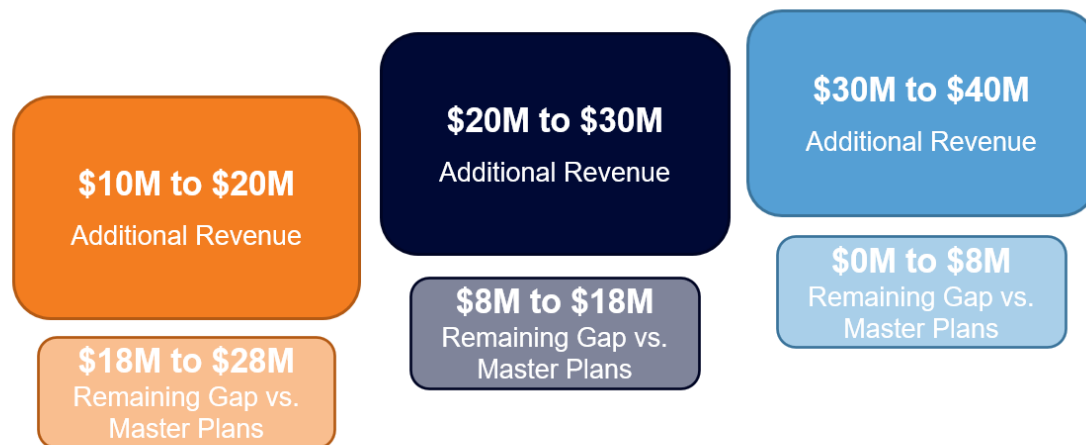 $10M to $20M
Additional Revenue
$18M to $28M
Remaining Gap vs.
Master Plans
$20M to $30M
Additional Revenue
$8M to $18M
Remaining Gap vs.
Master Plans
$30M to $40M
Additional Revenue
$0M to $8M
Remaining Gap vs.
Master Plans